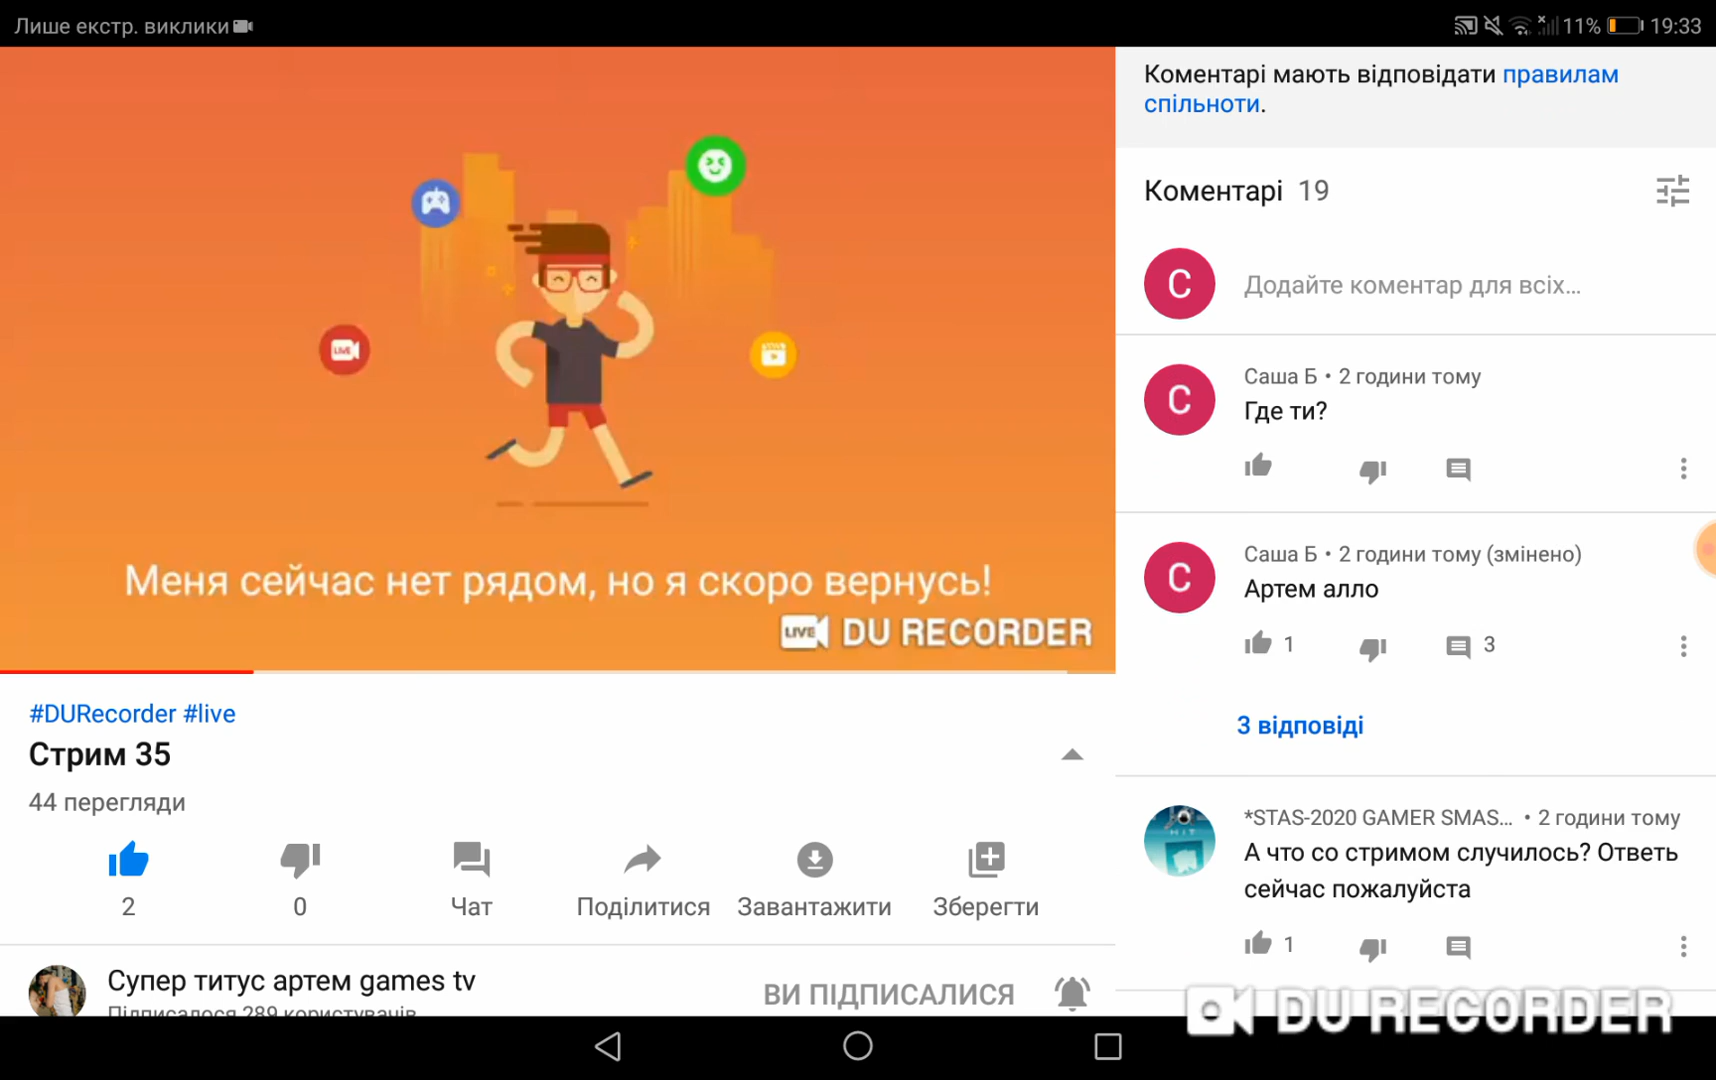 Лише екстр. виклики
11% 19:33
Меня сейчас нет рядом, но я скоро вернусь!
LIVE DU RECORDER
LIVE
#DURecorder #live
Стрим 35
44 перегляди
2
0
Чат
Поділитися
Завантажити
Зберегти
Супер титус артем games tv
Підписалося 289 користувачів
ВИ ПІДПИСАЛИСЯ
Коментарі мають відповідати правилам
спільноти.
Коментарі 19
С
Додайте коментар для всіх...
С
Саша Б • 2 години тому
Где ти?
С
Саша Б • 2 години тому (змінено)
Артем алло
1
3
3 відповіді
*STAS-2020 GAMER SMAS... • 2 години тому
А что со стримом случилось? Ответь
сейчас пожалуйста
1
DU RECORDER